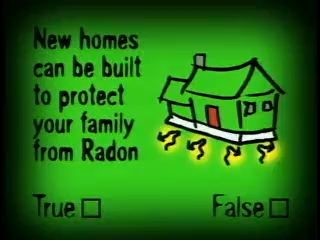 New homes
can be built
to protect
your family
from Radon
True
False